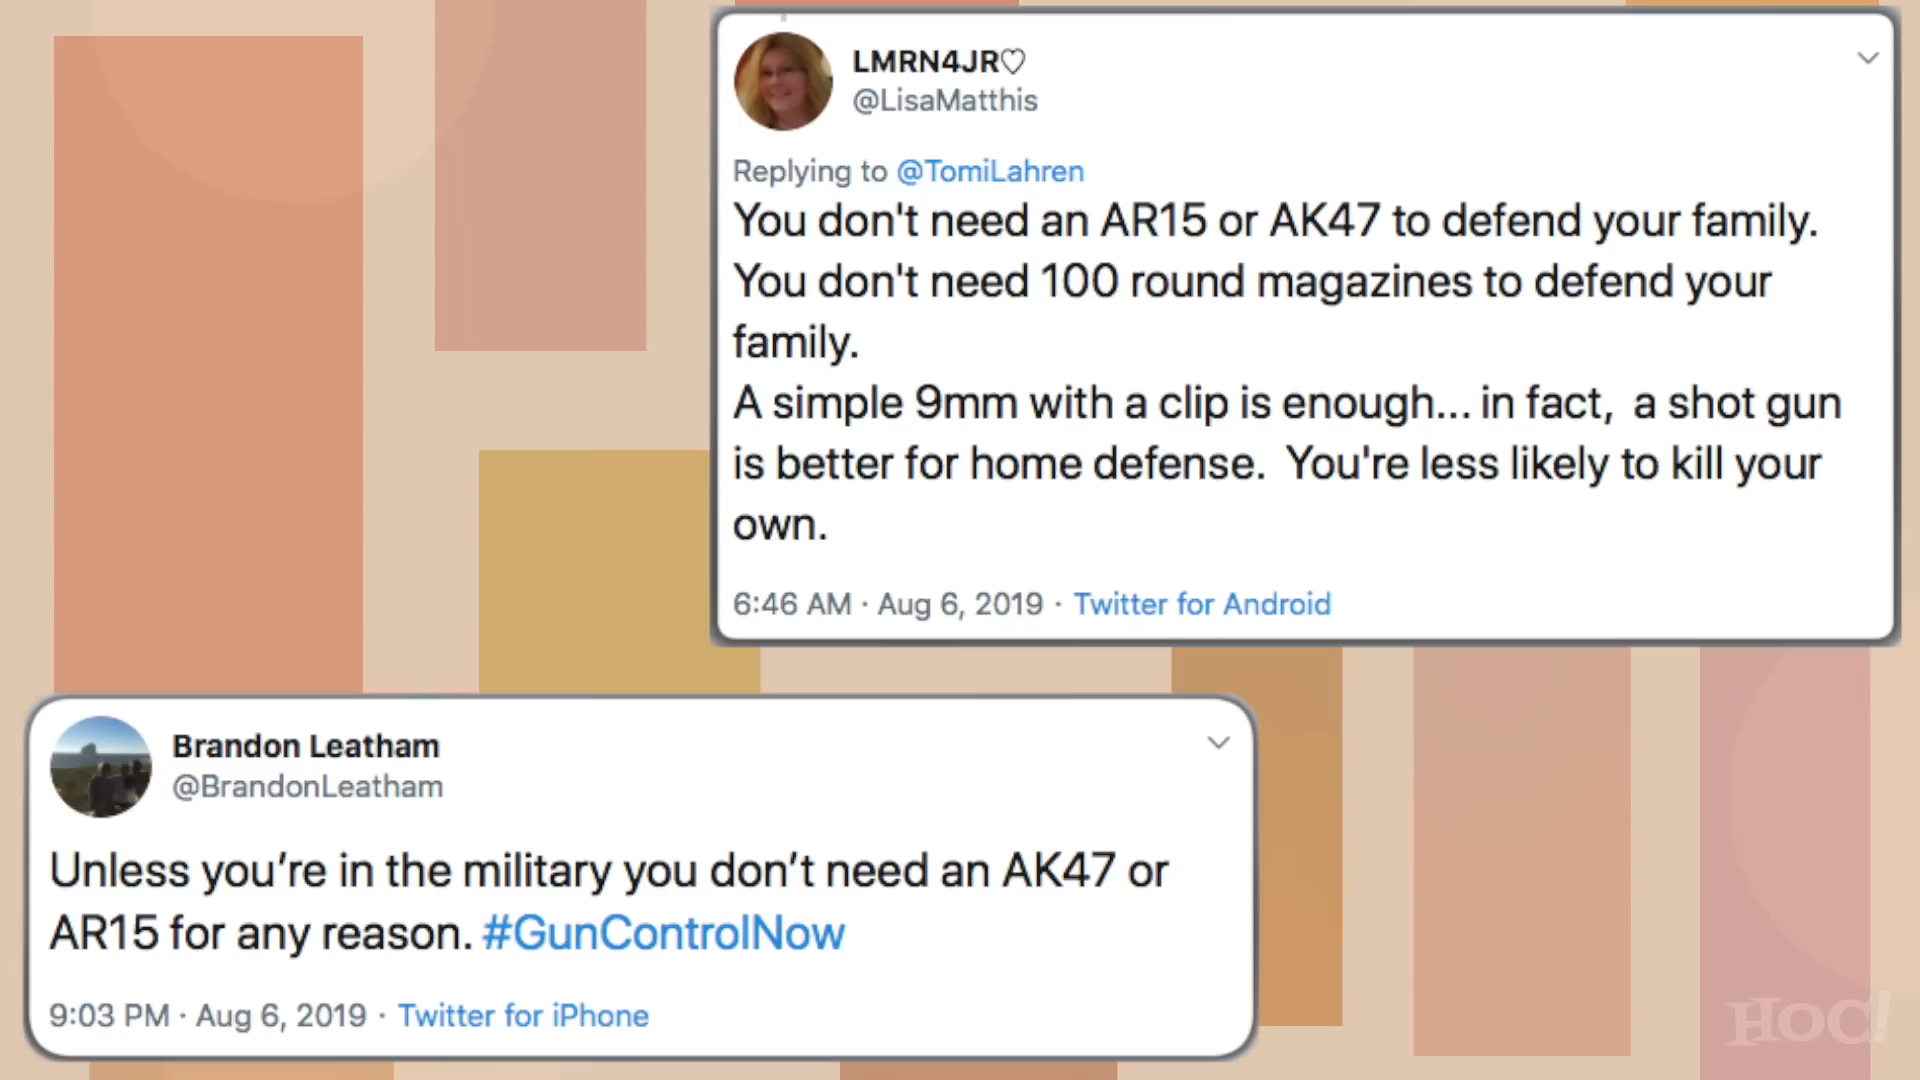 LMRN4JR♡
@LisaMatthis
Replying to @TomiLahren
You don't need an AR15 or AK47 to defend your family.
You don't need 100 round magazines to defend your
family.
A simple 9mm with a clip is enough... in fact,  a shot gun
is better for home defense.  You're less likely to kill your
own.
6:46 AM · Aug 6, 2019 · Twitter for Android
Brandon Leatham
@BrandonLeatham
Unless you’re in the military you don’t need an AK47 or
AR15 for any reason. #GunControlNow
9:03 PM · Aug 6, 2019 · Twitter for iPhone
HOC!